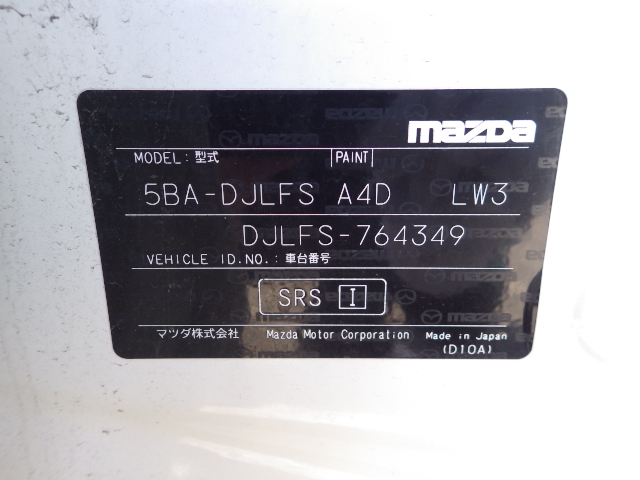 mazda
MODEL: 型式 PAINT
5BA-DJLFS A4D LW3
DJLFS-764349
VEHICLE ID.NO.: 車台番号
SRS I
マツダ株式会社 Mazda Motor Corporation Made in Japan
(D10A)